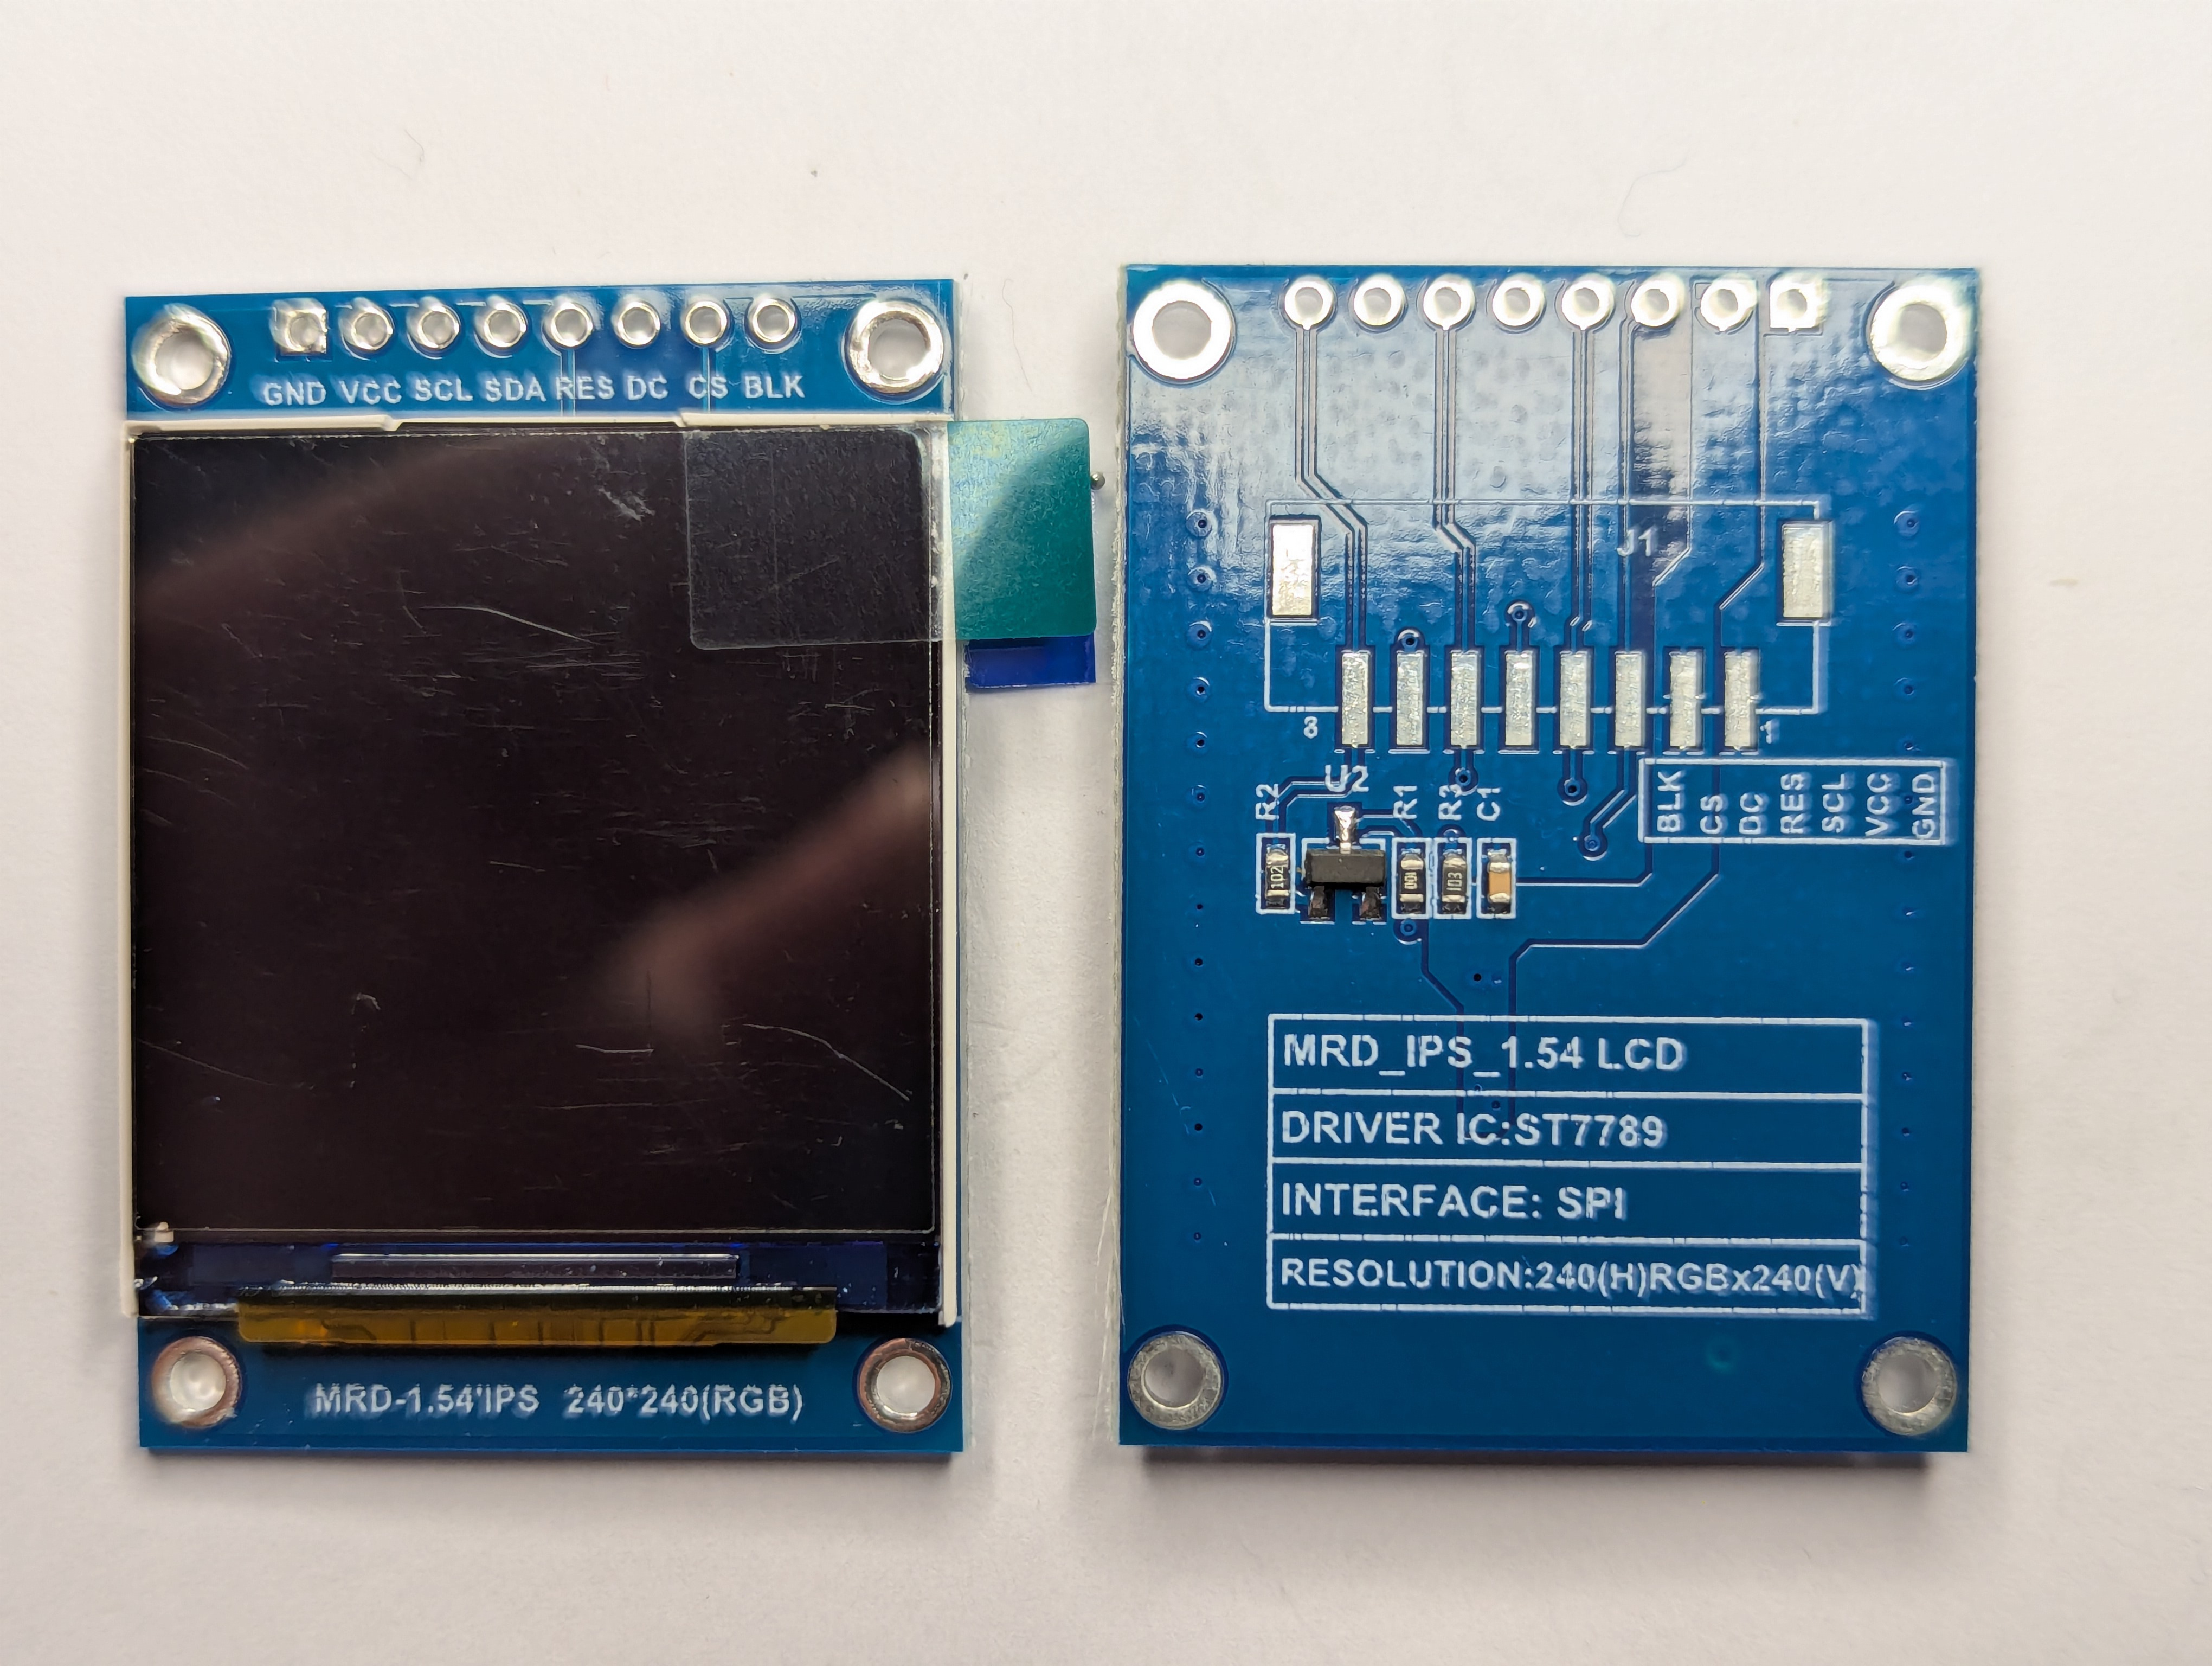 GND VCC SCL SDA RES DC CS BLK
MRD-1.54'IPS 240*240(RGB)
J1
8 1
R2 U2 R1 R3 C1
BLK
CS
DC
RES
SCL
VCC
GND
102 001 103
MRD_IPS_1.54 LCD
DRIVER IC:ST7789
INTERFACE: SPI
RESOLUTION:240(H)RGBx240(V)